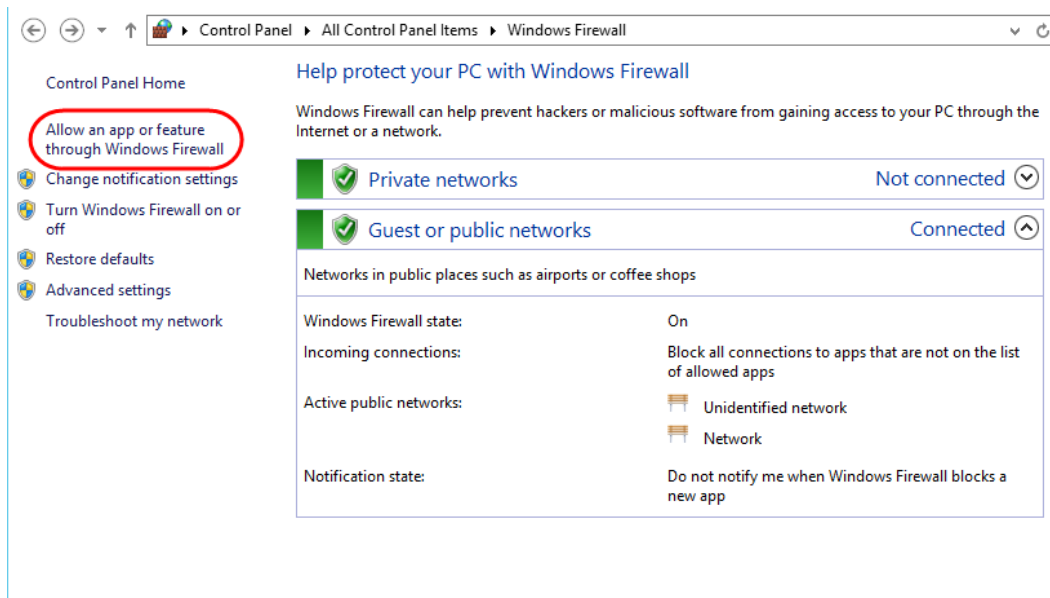 Control Panel ▸ All Control Panel Items ▸ Windows Firewall
Control Panel Home
Allow an app or feature
through Windows Firewall
Change notification settings
Turn Windows Firewall on or
off
Restore defaults
Advanced settings
Troubleshoot my network
Help protect your PC with Windows Firewall
Windows Firewall can help prevent hackers or malicious software from gaining access to your PC through the
Internet or a network.
Private networks Not connected
Guest or public networks Connected
Networks in public places such as airports or coffee shops
Windows Firewall state: On
Incoming connections: Block all connections to apps that are not on the list
of allowed apps
Active public networks: Unidentified network
Network
Notification state: Do not notify me when Windows Firewall blocks a
new app